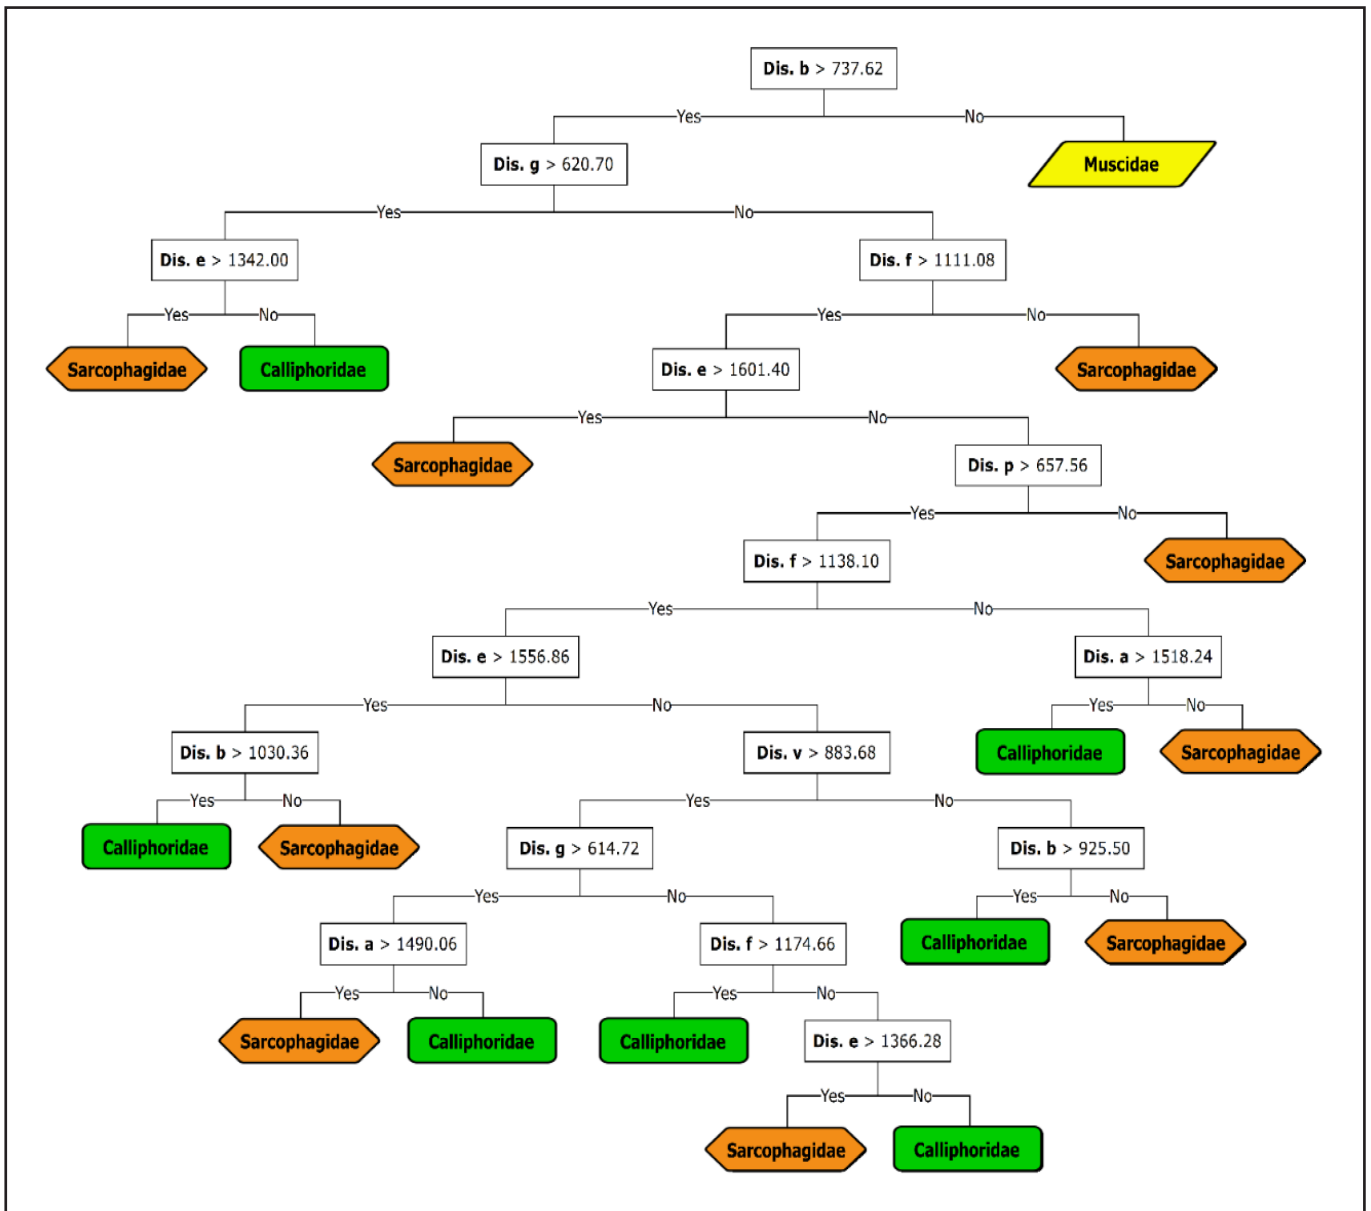 Dis. b > 737.62
Yes No
Dis. g > 620.70 Muscidae
Yes No
Dis. e > 1342.00 Dis. f > 1111.08
Yes No Yes No
Sarcophagidae Calliphoridae Dis. e > 1601.40 Sarcophagidae
Yes No
Sarcophagidae Dis. p > 657.56
Yes No
Dis. f > 1138.10 Sarcophagidae
Yes No
Dis. e > 1556.86 Dis. a > 1518.24
Yes No Yes No
Dis. b > 1030.36 Dis. v > 883.68 Calliphoridae Sarcophagidae
Yes No Yes No
Calliphoridae Sarcophagidae Dis. g > 614.72 Dis. b > 925.50
Yes No Yes No
Dis. a > 1490.06 Dis. f > 1174.66 Calliphoridae Sarcophagidae
Yes No Yes No
Sarcophagidae Calliphoridae Calliphoridae Dis. e > 1366.28
Yes No
Sarcophagidae Calliphoridae